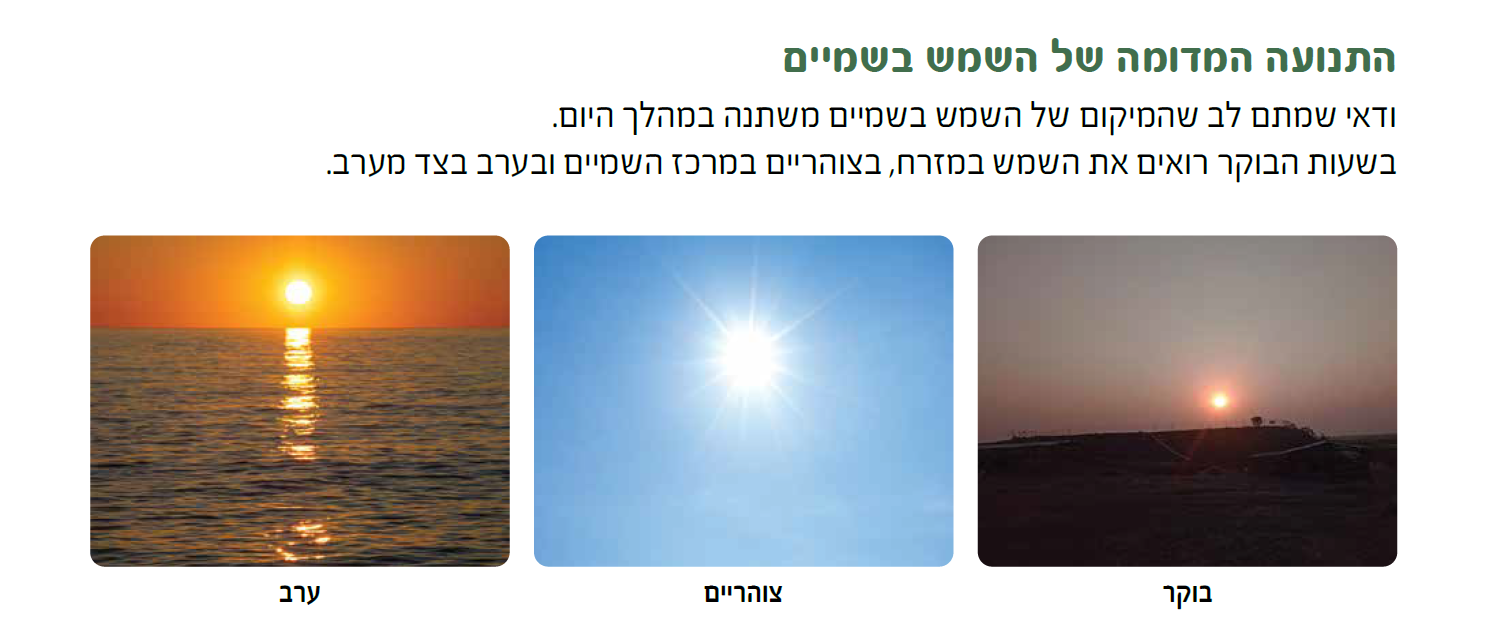 התנועה המדומה של השמש בשמיים
ודאי שמתם לב שהמיקום של השמש בשמיים משתנה במהלך היום.
בשעות הבוקר רואים את השמש במזרח, בצוהריים במרכז השמיים ובערב בצד מערב.
בוקר
צוהריים
ערב